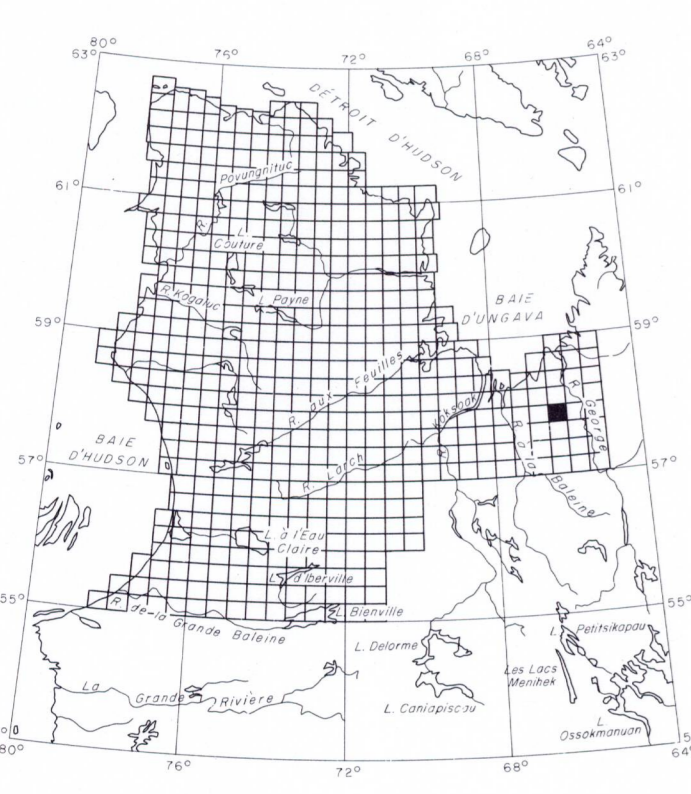 80° 76° 72° 68° 64°
63° 63°
DÉTROIT
D'HUDSON
Povungnituc
R.
61° 61°
L.
Couture
R. Kogaluc
L. Payne
BAIE
D'UNGAVA
59° 59°
R. aux Feuilles
Koksoak
R.
R. à la
Baleine
R. George
BAIE
D'HUDSON
57° 57°
R. Larch
L. à l'Eau
Claire
L. d'Iberville
55° 55°
R. de-la Grande Baleine
L. Bienville
L. Delorme
L. Petitsikapau
Les Lacs
Menihek
La Grande Rivière
L. Caniapiscau
L.
Ossokmanuan
80° 76° 72° 68° 64°